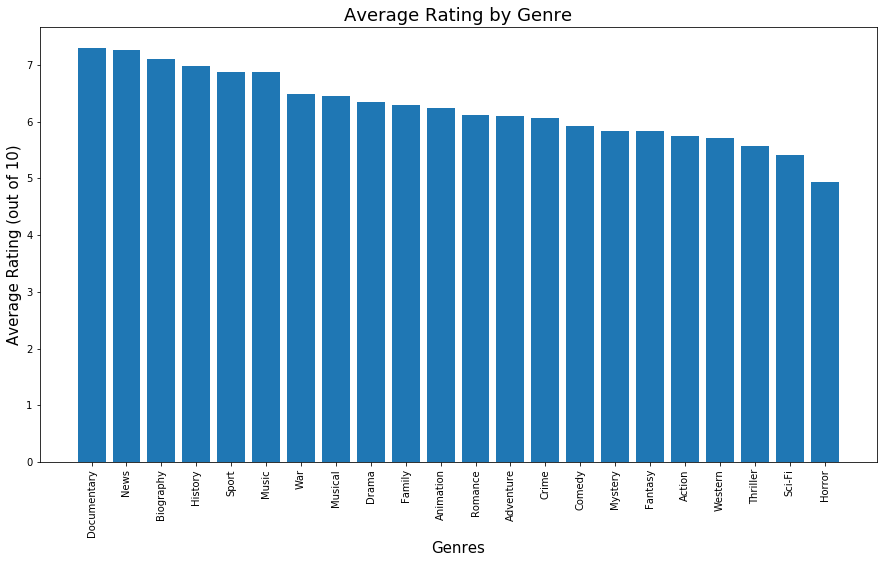 Average Rating by Genre
Average Rating (out of 10)
7
6
5
4
3
2
1
0
Documentary
News
Biography
History
Sport
Music
War
Musical
Drama
Family
Animation
Romance
Adventure
Crime
Comedy
Mystery
Fantasy
Action
Western
Thriller
Sci-Fi
Horror
Genres